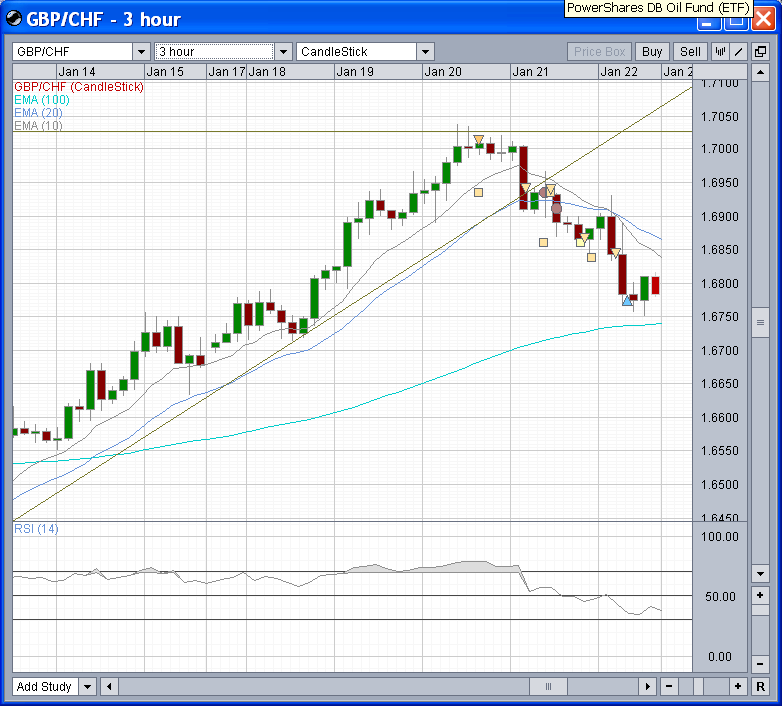 PowerShares DB Oil Fund (ETF)
GBP/CHF - 3 hour
GBP/CHF 3 hour CandleStick Price Box Buy Sell
Jan 14 Jan 15 Jan 17 Jan 18 Jan 19 Jan 20 Jan 21 Jan 22 Jan 2
GBP/CHF (CandleStick)
EMA (100)
EMA (20)
EMA (10)
1.7100
1.7050
1.7000
1.6950
1.6900
1.6850
1.6800
1.6750
1.6700
1.6650
1.6600
1.6550
1.6500
1.6450
RSI (14)
100.00
50.00
0.00
Add Study
R